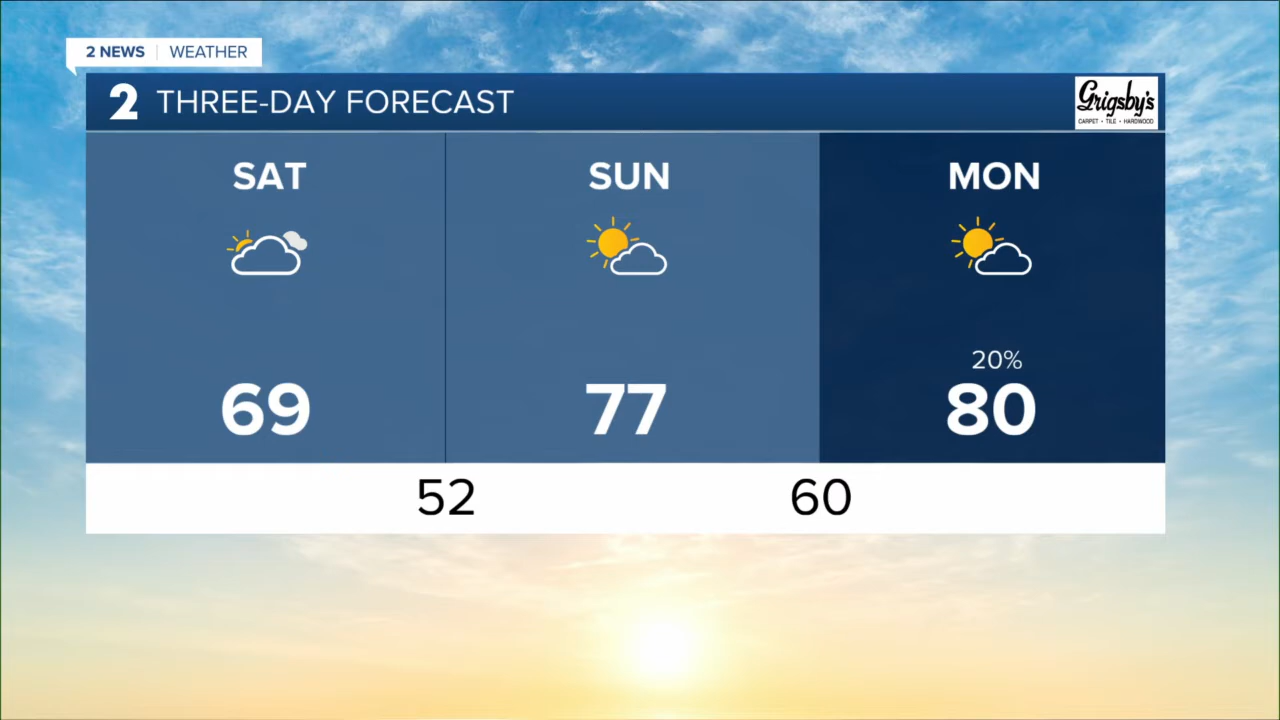 2 NEWS | WEATHER
2 THREE-DAY FORECAST
Grigsby's
CARPET • TILE • HARDWOOD
SAT SUN MON
20%
69 77 80
52 60